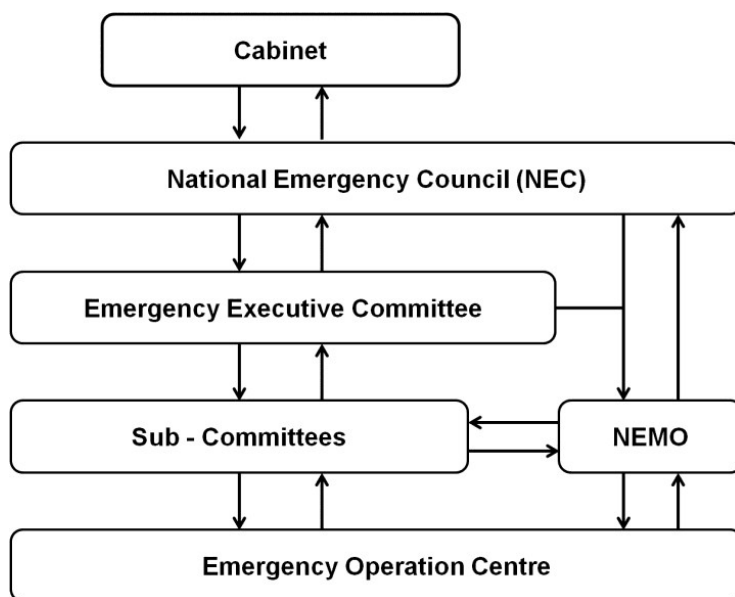 Cabinet
National Emergency Council (NEC)
Emergency Executive Committee
Sub - Committees
NEMO
Emergency Operation Centre